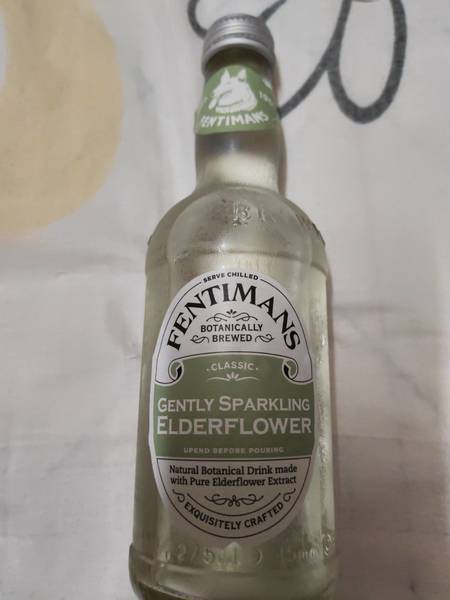 FENTIMANS
SERVE CHILLED
FENTIMANS
BOTANICALLY
BREWED
CLASSIC
GENTLY SPARKLING
ELDERFLOWER
UPEND BEFORE POURING
Natural Botanical Drink made
with Pure Elderflower Extract
EXQUISITELY CRAFTED